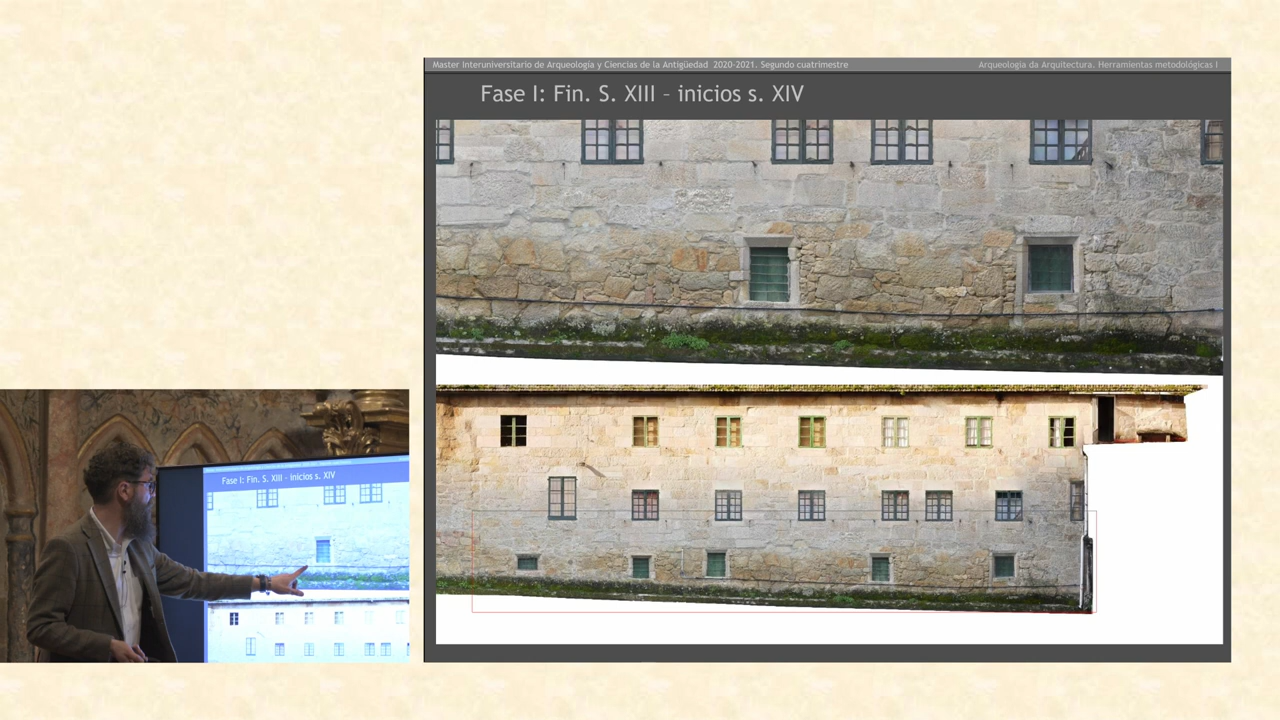 Master Interuniversitario de Arqueología y Ciencias de la Antigüedad 2020-2021. Segundo cuatrimestre
Arqueología da Arquitectura. Herramientas metodológicas I
Fase I: Fin. S. XIII – inicios s. XIV
Fase I: Fin. S. XIII - inicios s. XIV